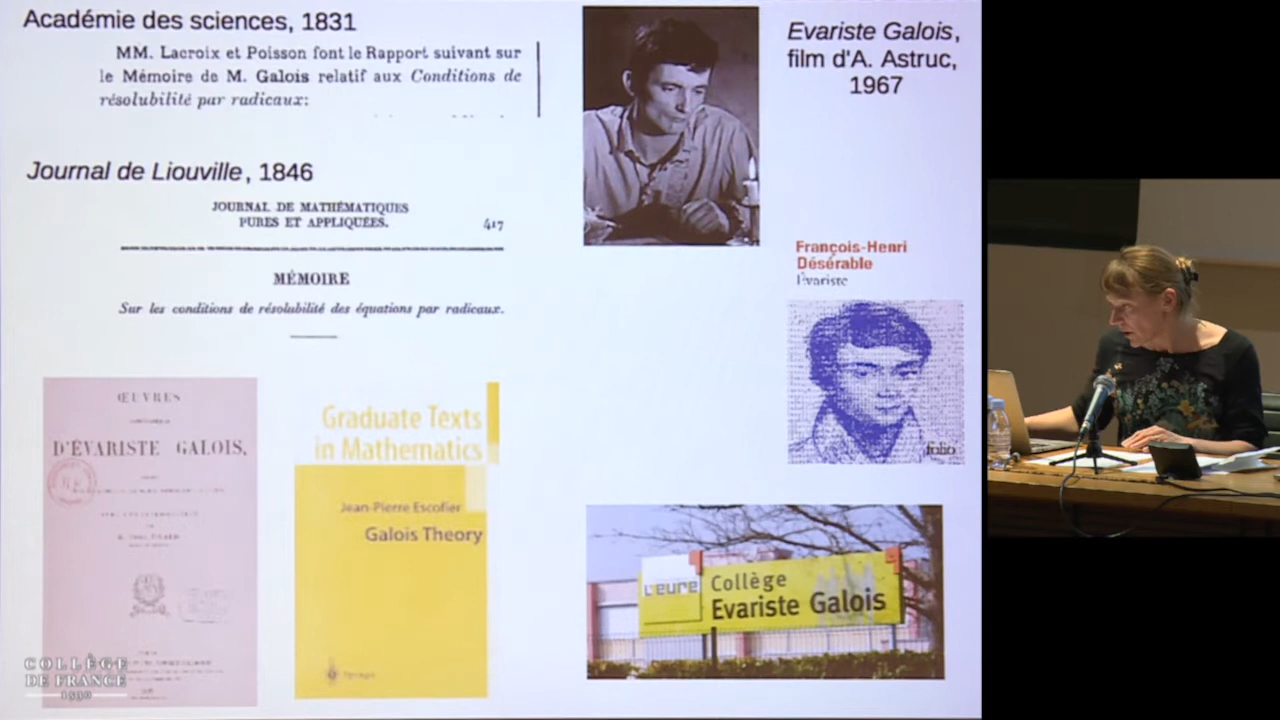 Académie des sciences, 1831
MM. Lacroix et Poisson font le Rapport suivant sur
le Mémoire de M. Galois relatif aux Conditions de
résolubilité par radicaux:
Journal de Liouville, 1846
JOURNAL DE MATHÉMATIQUES
PURES ET APPLIQUÉES.
417
MÉMOIRE
Sur les conditions de résolubilité des équations par radicaux.
ŒUVRES
D'ÉVARISTE GALOIS,
Graduate Texts
in Mathematics
Jean-Pierre Escofier
Galois Theory
Springer
Evariste Galois,
film d'A. Astruc,
1967
François-Henri
Désérable
Évariste
folio
L'eure
Collège
Evariste Galois
COLLÈGE
DE FRANCE
1530